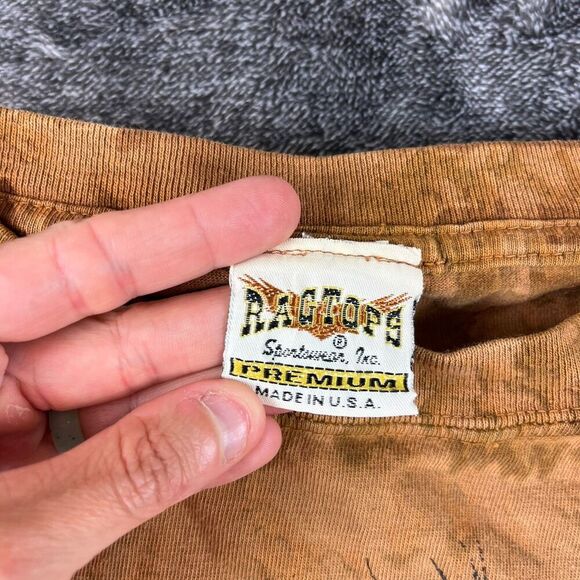 RAGTOPS
®
Sportswear, Inc.
PREMIUM
MADE IN U.S.A.